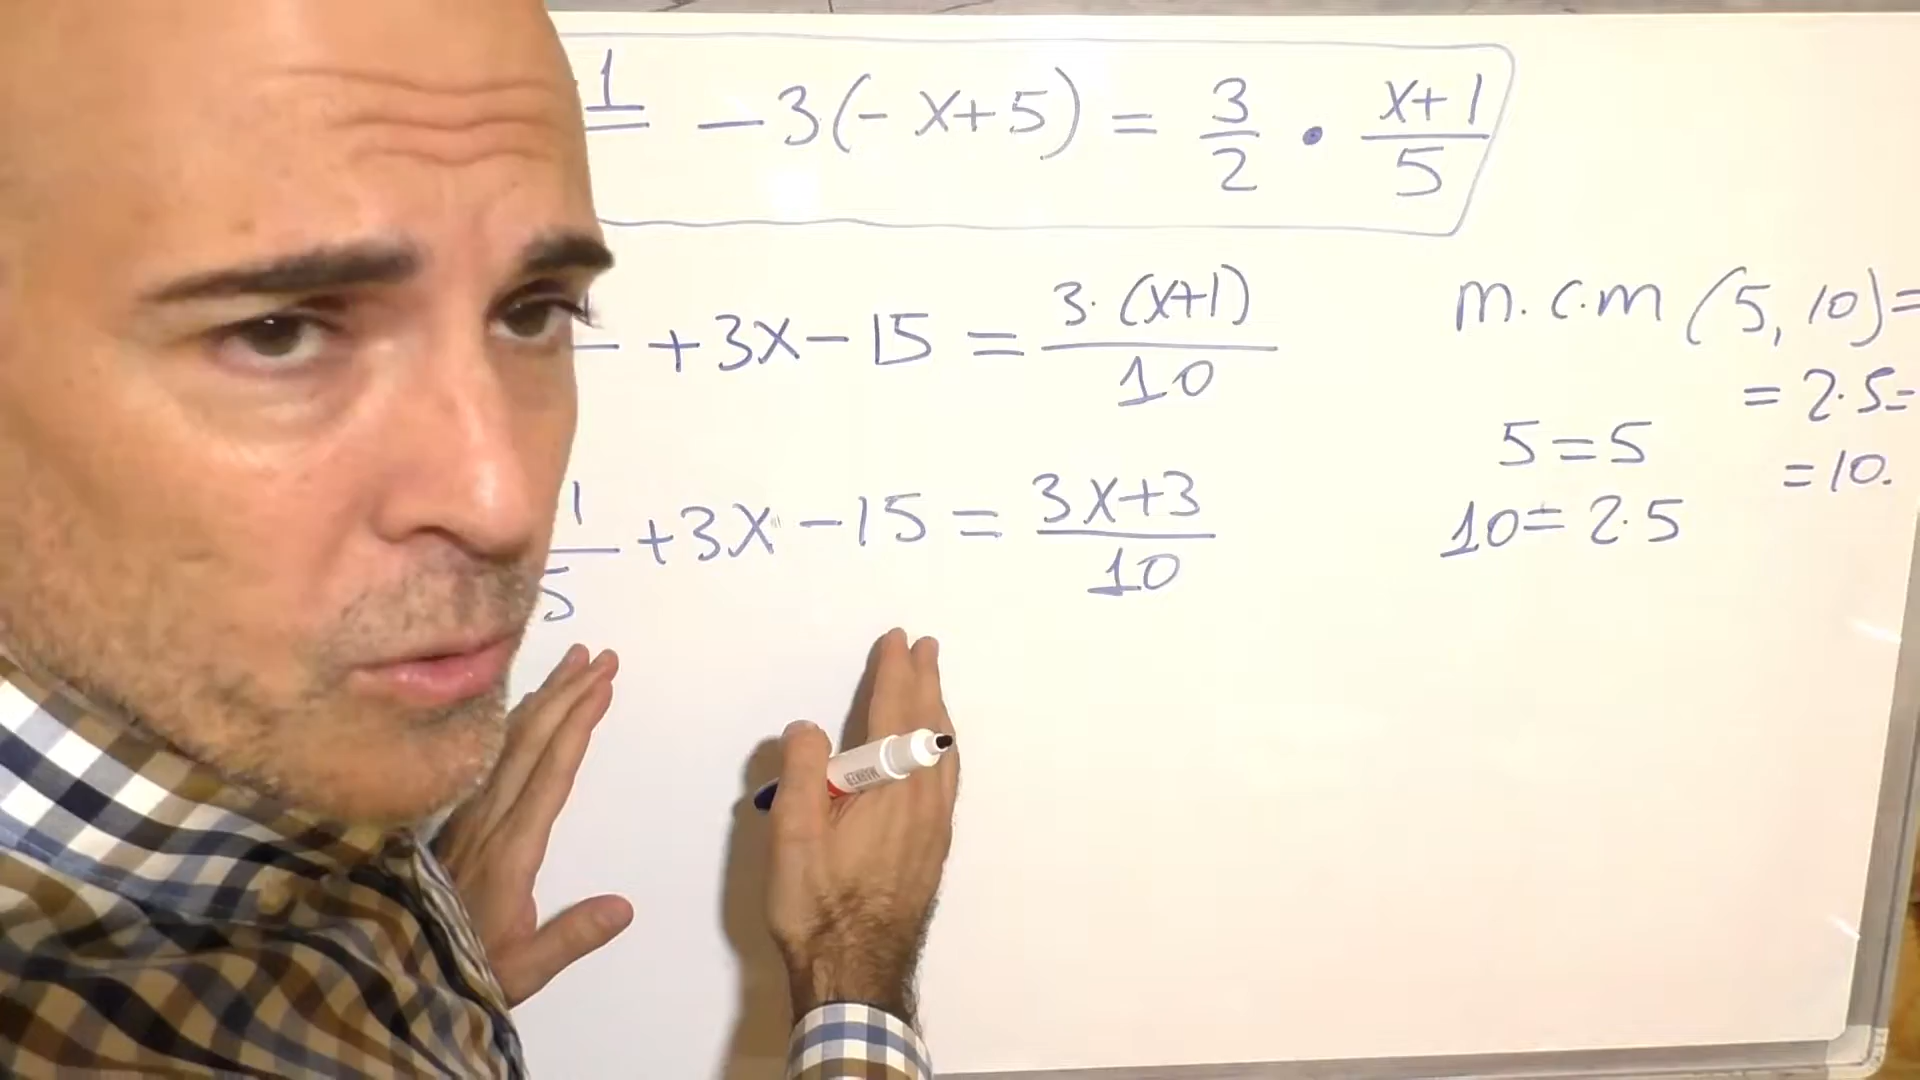 1/ - 3(-x+5) = 3/2 · x+1/5
+3x-15 = 3·(x+1)/10
1/5 +3x-15 = 3x+3/10
m.c.m (5, 10) =
= 2·5 =
= 10.
5=5
10=2·5
MARKER